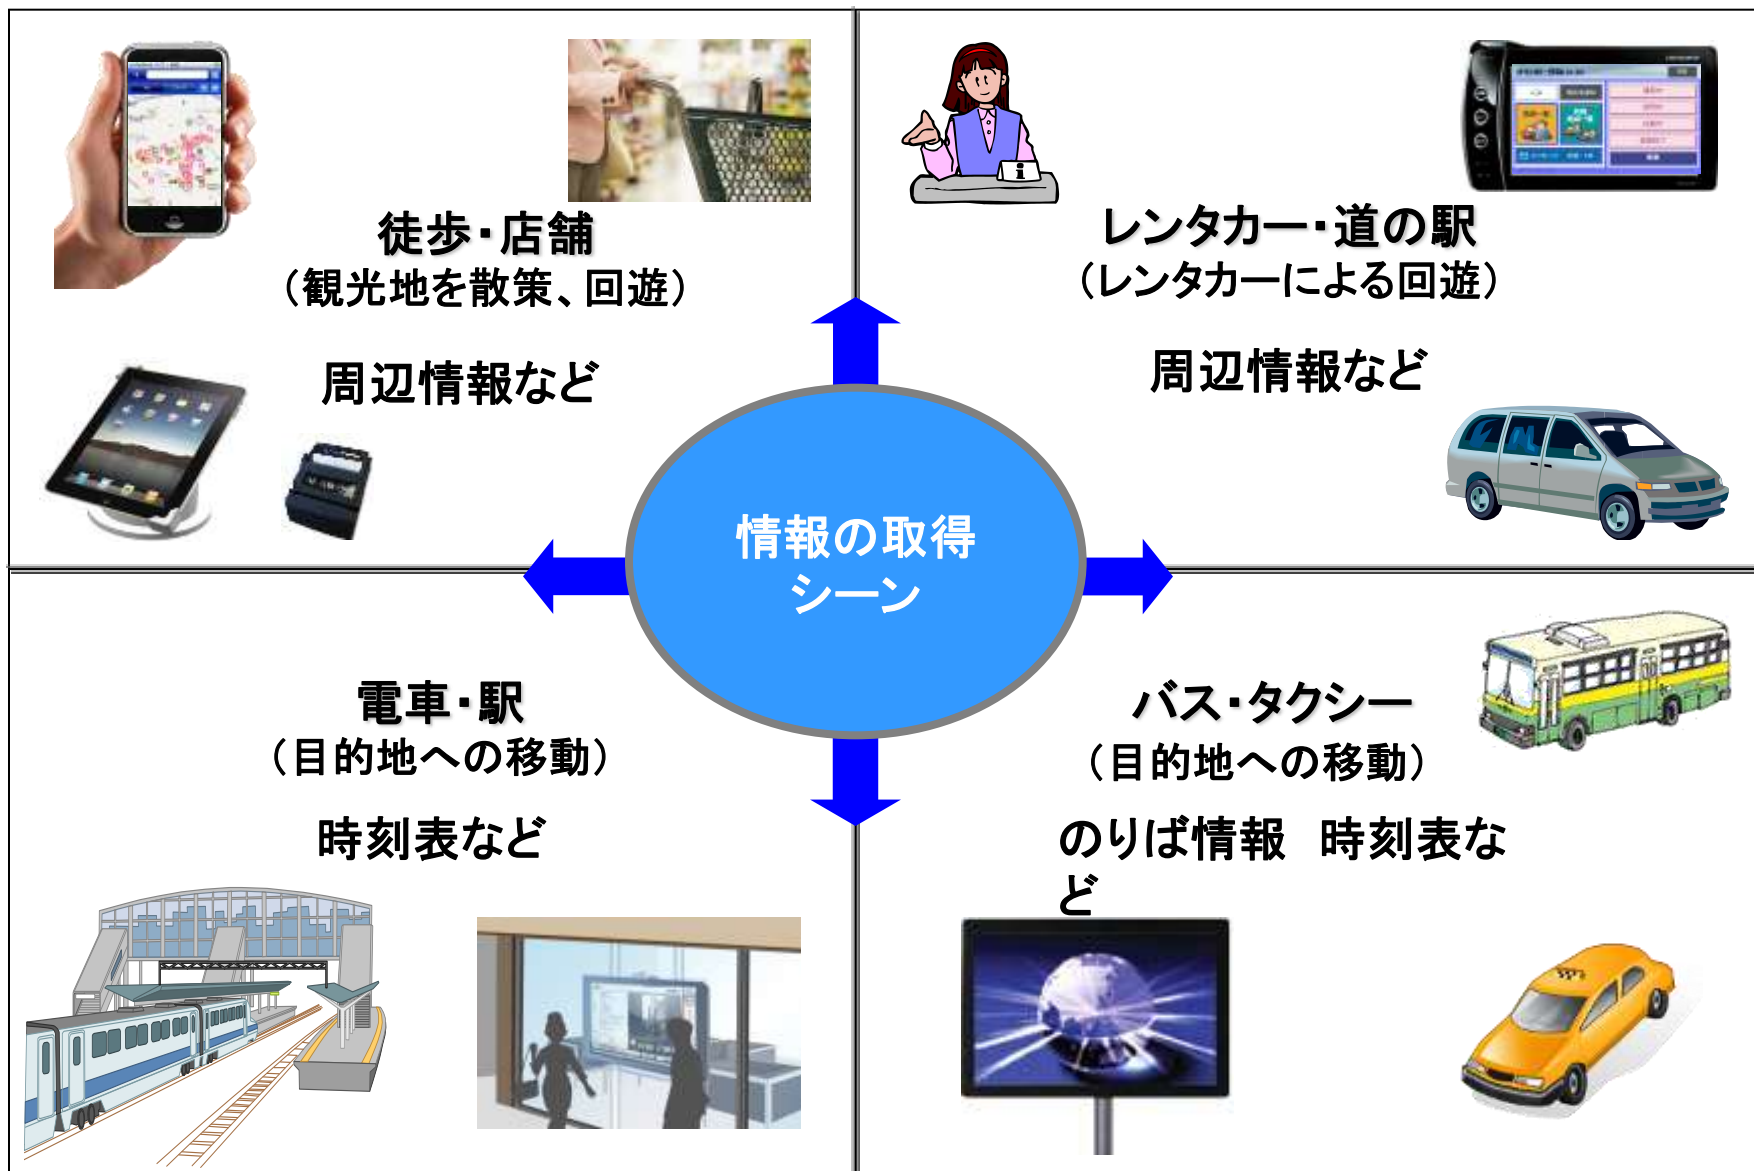 徒歩・店舗
（観光地を散策、回遊）
周辺情報など
レンタカー・道の駅
（レンタカーによる回遊）
周辺情報など
情報の取得
シーン
電車・駅
（目的地への移動）
時刻表など
バス・タクシー
（目的地への移動）
のりば情報　時刻表な
ど
i